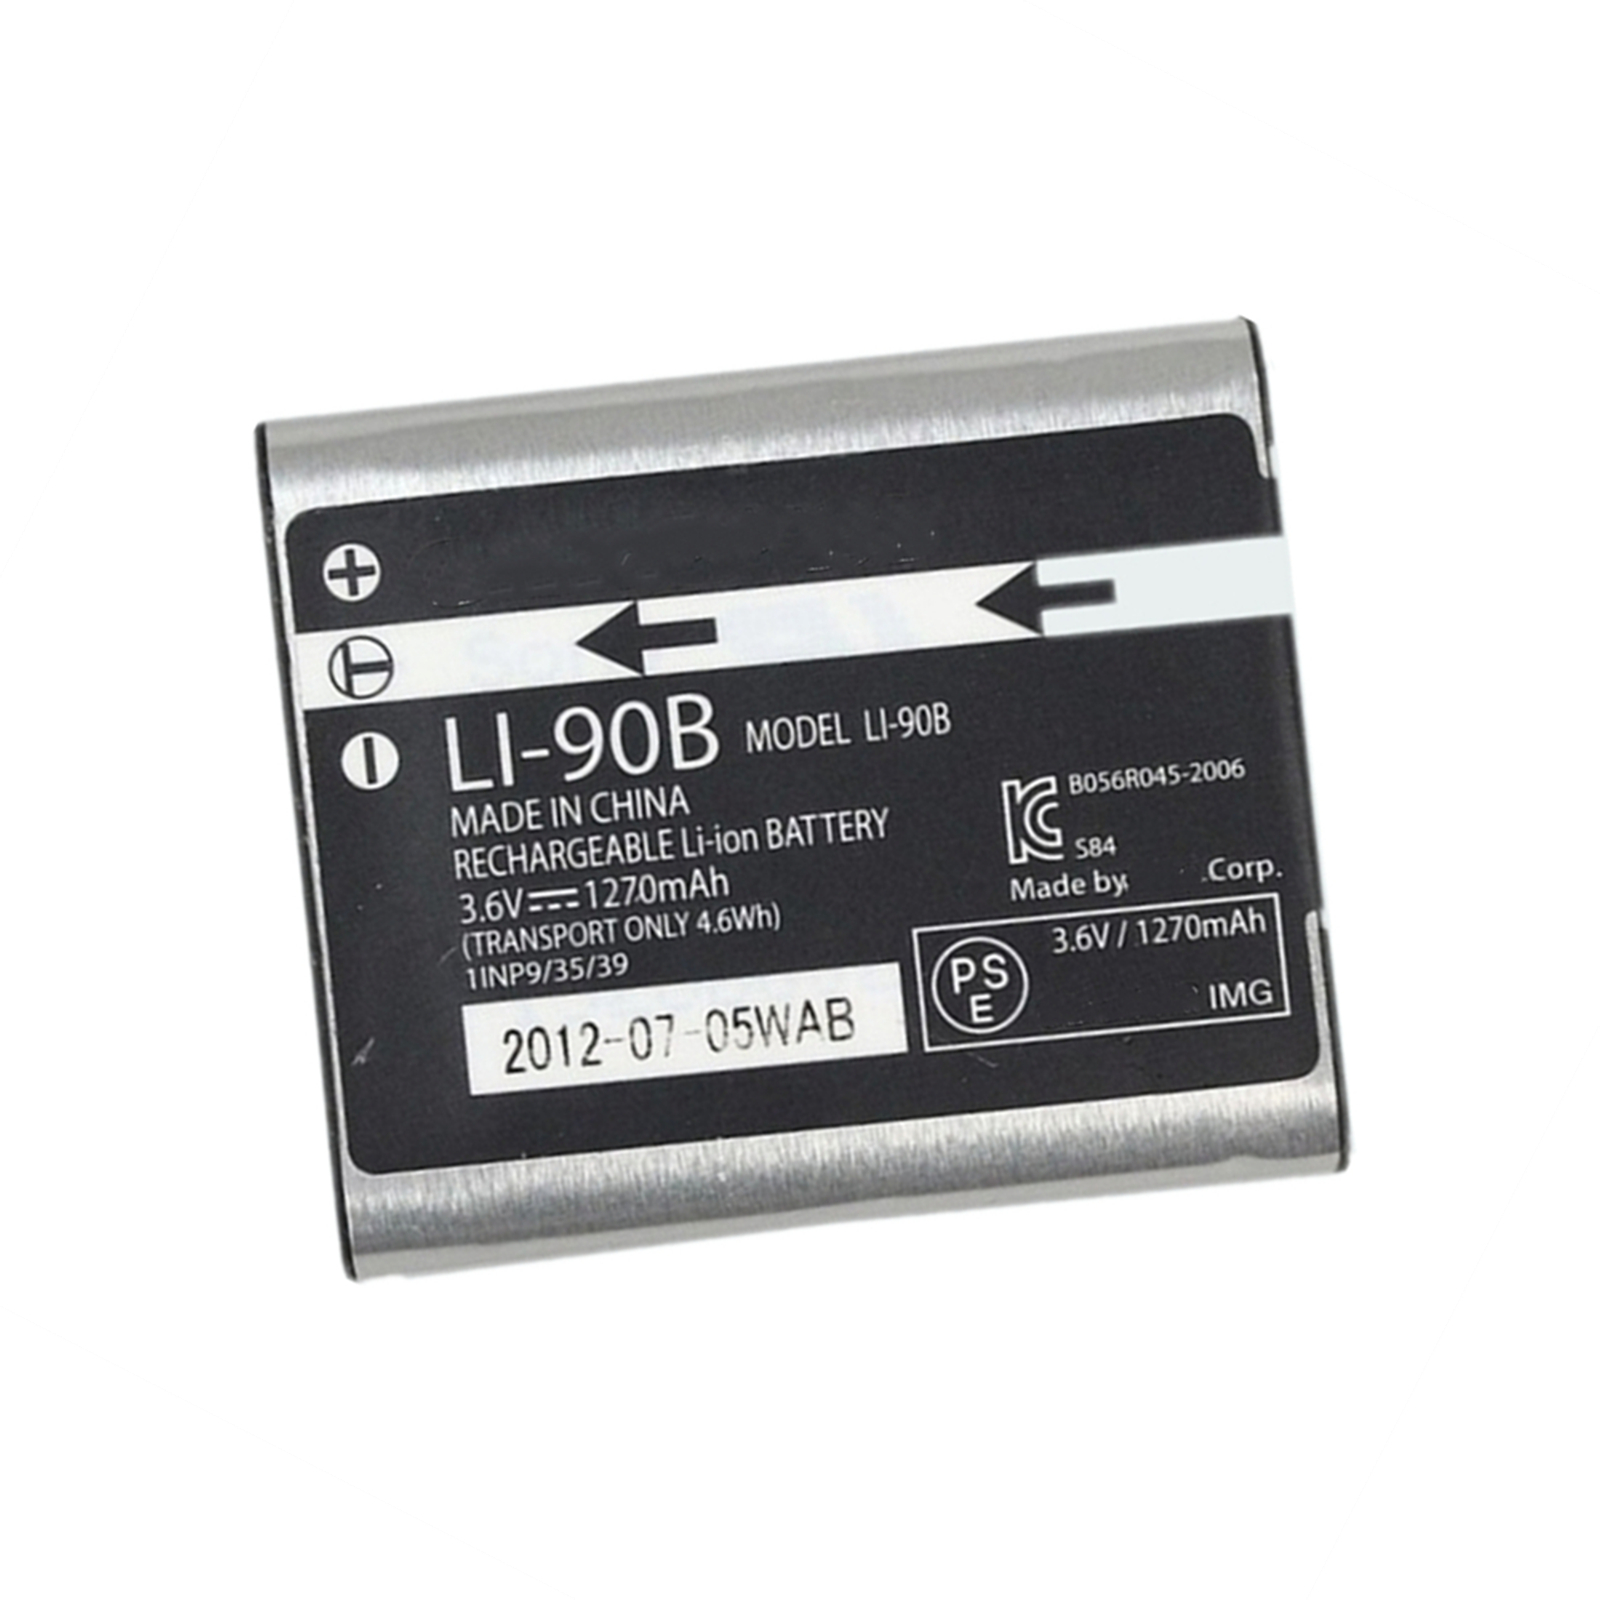 LI-90B MODEL LI-90B
MADE IN CHINA
RECHARGEABLE Li-ion BATTERY
3.6V⎓1270mAh
(TRANSPORT ONLY 4.6Wh)
1INP9/35/39
2012-07-05WAB
B056R045-2006
S84
Made by Corp.
3.6V / 1270mAh
PS
E
IMG